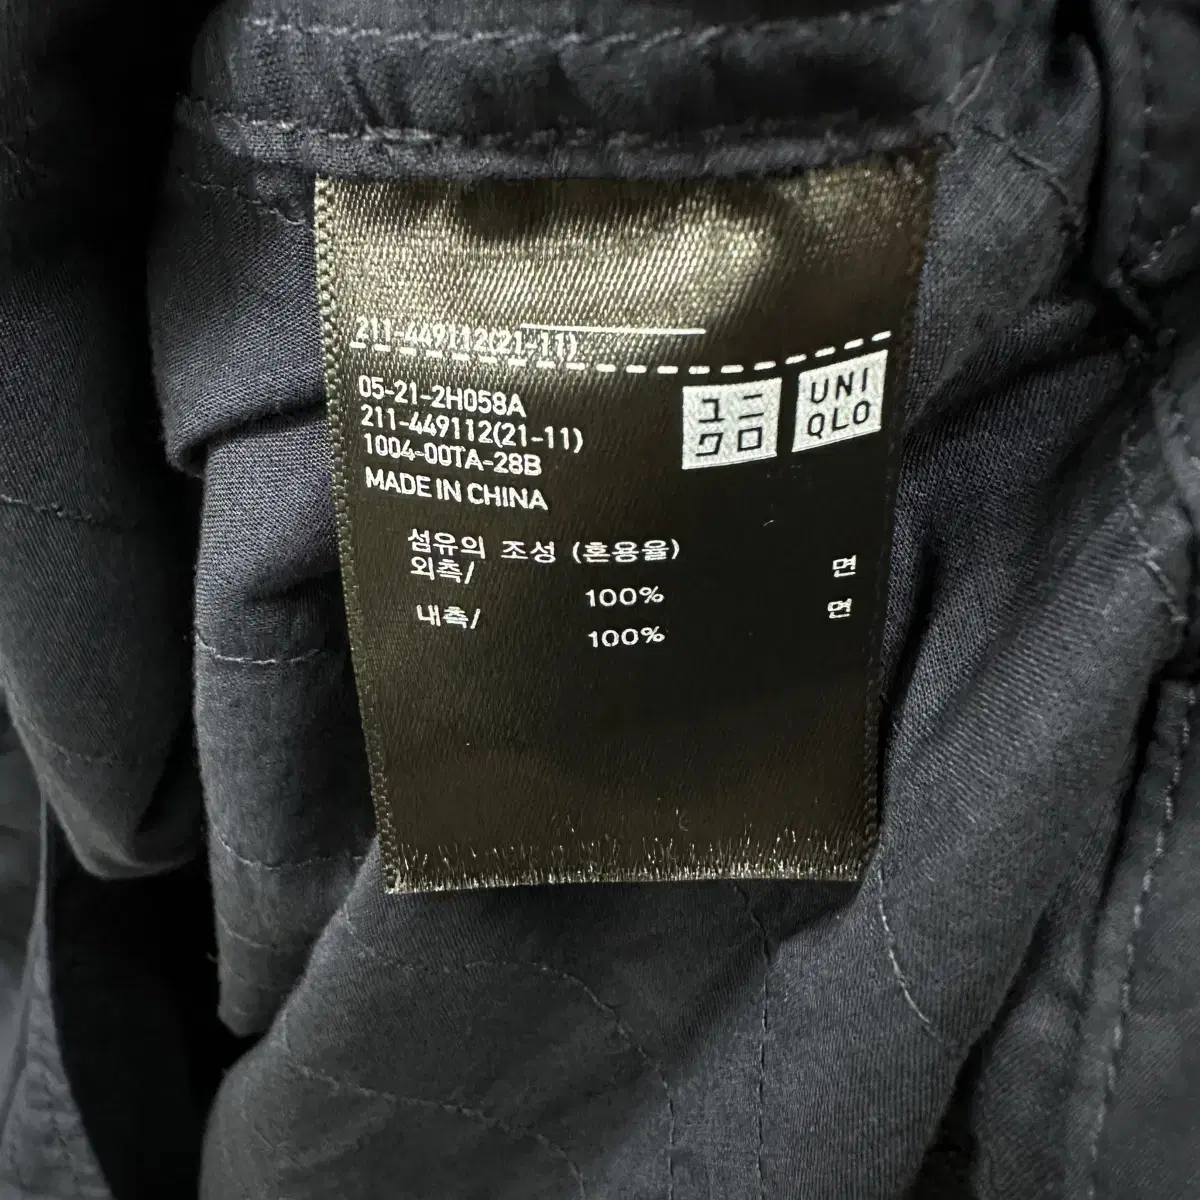 211-449112(21-11)
05-21-2H058A
211-449112(21-11)
1004-00TA-28B
MADE IN CHINA
ユニ
クロ
UNI
QLO
섬유의 조성 (혼용율)
외측/
100% 면
내측/
100% 면